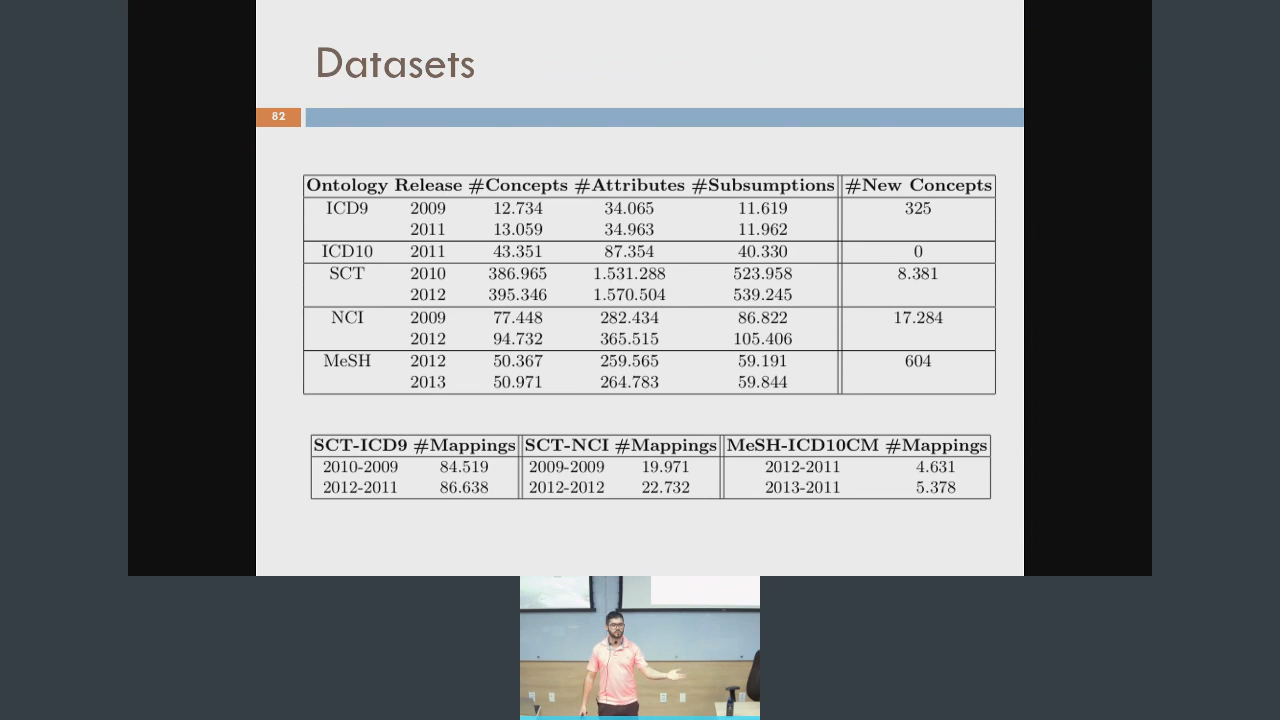 Datasets
82
Ontology Release #Concepts #Attributes #Subsumptions #New Concepts
ICD9 2009 12.734 34.065 11.619 325
2011 13.059 34.963 11.962
ICD10 2011 43.351 87.354 40.330 0
SCT 2010 386.965 1.531.288 523.958 8.381
2012 395.346 1.570.504 539.245
NCI 2009 77.448 282.434 86.822 17.284
2012 94.732 365.515 105.406
MeSH 2012 50.367 259.565 59.191 604
2013 50.971 264.783 59.844
SCT-ICD9 #Mappings SCT-NCI #Mappings MeSH-ICD10CM #Mappings
2010-2009 84.519 2009-2009 19.971 2012-2011 4.631
2012-2011 86.638 2012-2012 22.732 2013-2011 5.378